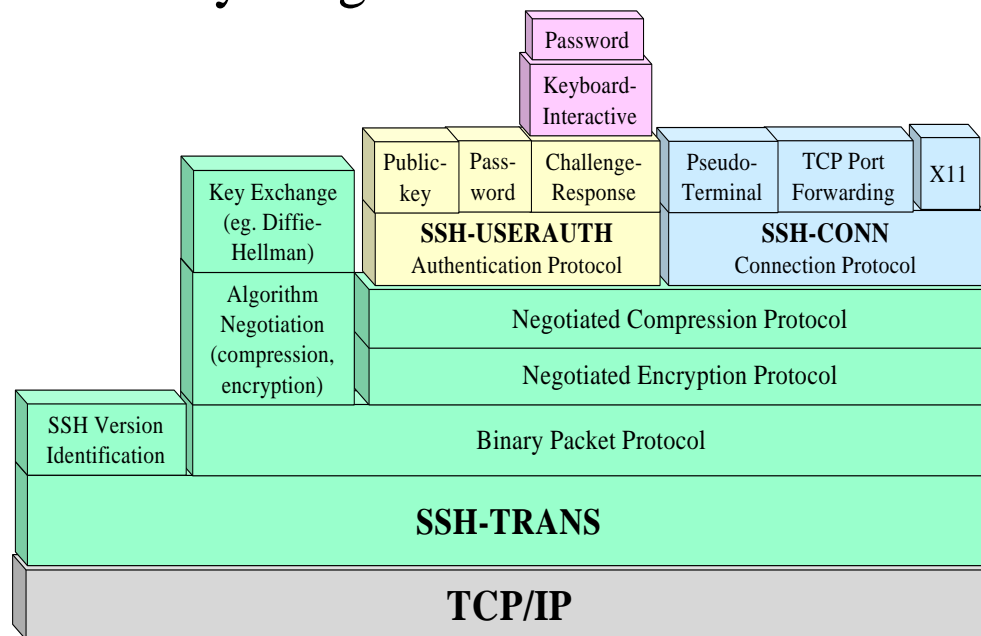 Password
Keyboard-
Interactive
Public-
key
Pass-
word
Challenge-
Response
Pseudo-
Terminal
TCP Port
Forwarding
X11
Key Exchange
(eg. Diffie-
Hellman)
SSH-USERAUTH
Authentication Protocol
SSH-CONN
Connection Protocol
Algorithm
Negotiation
(compression,
encryption)
Negotiated Compression Protocol
Negotiated Encryption Protocol
SSH Version
Identification
Binary Packet Protocol
SSH-TRANS
TCP/IP